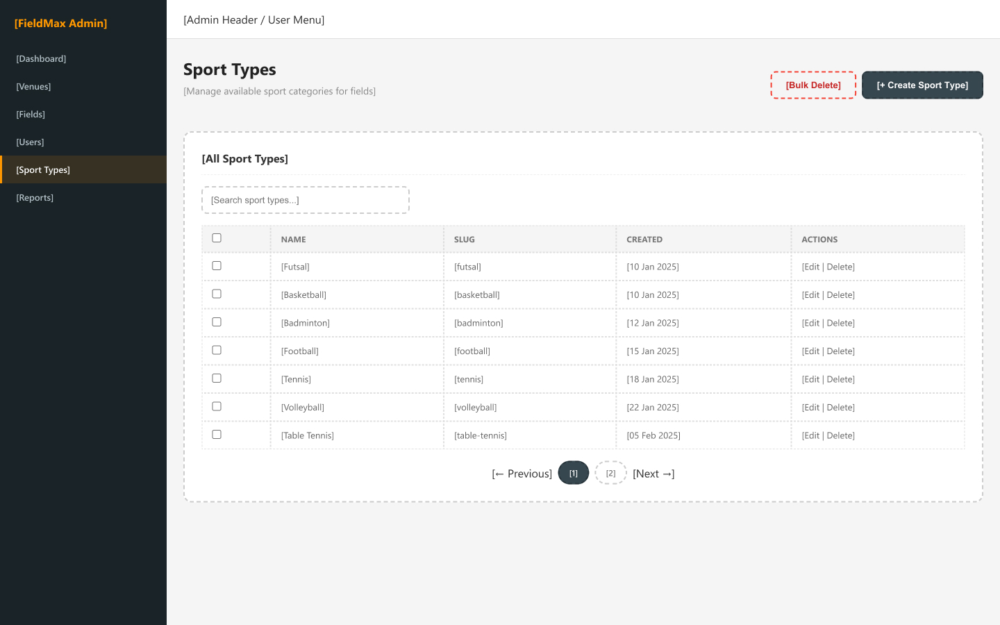 [FieldMax Admin]
[Dashboard]
[Venues]
[Fields]
[Users]
[Sport Types]
[Reports]
[Admin Header / User Menu]
Sport Types
[Manage available sport categories for fields]
[Bulk Delete]
[+ Create Sport Type]
[All Sport Types]
[Search sport types...]
NAME SLUG CREATED ACTIONS
[Futsal] [futsal] [10 Jan 2025] [Edit | Delete]
[Basketball] [basketball] [10 Jan 2025] [Edit | Delete]
[Badminton] [badminton] [12 Jan 2025] [Edit | Delete]
[Football] [football] [15 Jan 2025] [Edit | Delete]
[Tennis] [tennis] [18 Jan 2025] [Edit | Delete]
[Volleyball] [volleyball] [22 Jan 2025] [Edit | Delete]
[Table Tennis] [table-tennis] [05 Feb 2025] [Edit | Delete]
[← Previous] [1] [2] [Next →]